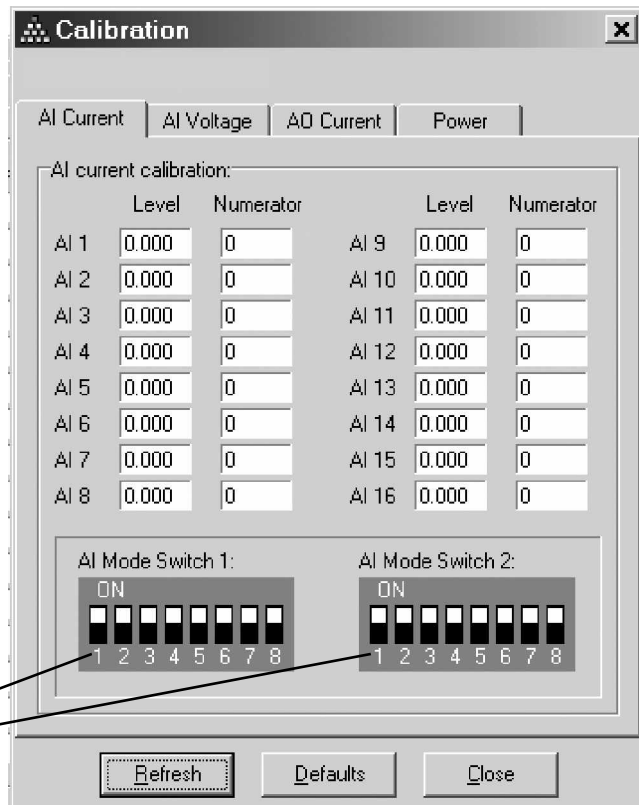 Calibration
AI Current AI Voltage AO Current Power
AI current calibration:
Level Numerator Level Numerator
AI 1 0.000 0 AI 9 0.000 0
AI 2 0.000 0 AI 10 0.000 0
AI 3 0.000 0 AI 11 0.000 0
AI 4 0.000 0 AI 12 0.000 0
AI 5 0.000 0 AI 13 0.000 0
AI 6 0.000 0 AI 14 0.000 0
AI 7 0.000 0 AI 15 0.000 0
AI 8 0.000 0 AI 16 0.000 0
AI Mode Switch 1: AI Mode Switch 2:
ON ON
1 2 3 4 5 6 7 8 1 2 3 4 5 6 7 8
Refresh Defaults Close